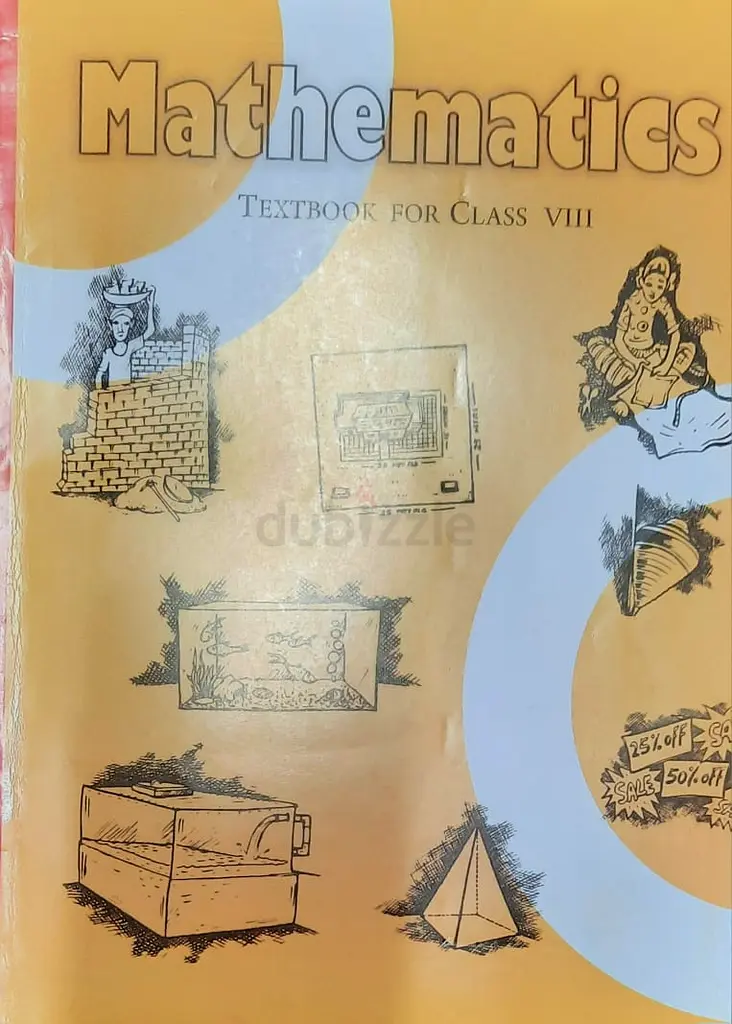 Mathematics
TEXTBOOK FOR CLASS VIII
dubizzle
25% off
SALE
50% off